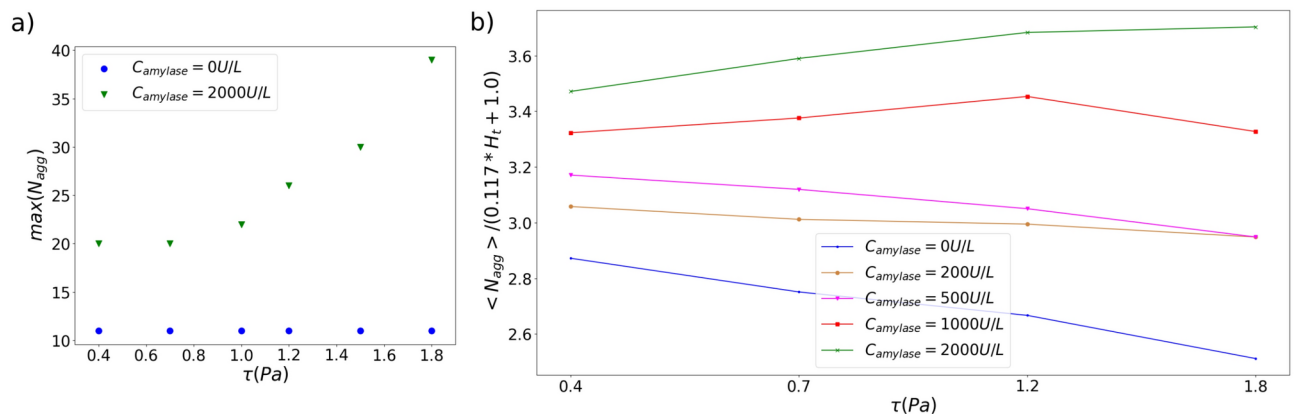 a)
max(N_agg)
40
35
30
25
20
15
10
C_amylase = 0U/L
C_amylase = 2000U/L
0.4 0.6 0.8 1.0 1.2 1.4 1.6 1.8
τ(Pa)
b)
< N_agg > /(0.117 * H_t + 1.0)
3.6
3.4
3.2
3.0
2.8
2.6
C_amylase = 0U/L
C_amylase = 200U/L
C_amylase = 500U/L
C_amylase = 1000U/L
C_amylase = 2000U/L
0.4 0.7 1.2 1.8
τ(Pa)